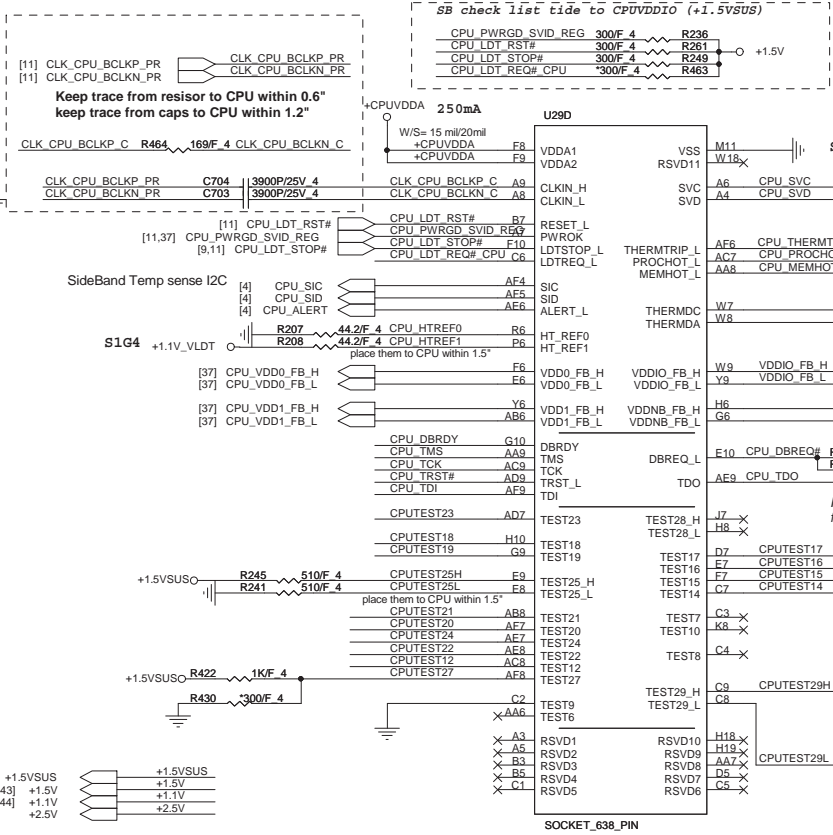 SB check list tide to CPUVDDIO (+1.5VSUS)
CPU_PWRGD_SVID_REG 300/F_4 R236
CPU_LDT_RST# 300/F_4 R261
CPU_LDT_STOP# 300/F_4 R249
CPU_LDT_REQ#_CPU *300/F_4 R463
+1.5V
[11] CLK_CPU_BCLKP_PR CLK_CPU_BCLKP_PR
[11] CLK_CPU_BCLKN_PR CLK_CPU_BCLKN_PR
Keep trace from resisor to CPU within 0.6"
keep trace from caps to CPU within 1.2"
CLK_CPU_BCLKP_C R464 169/F_4 CLK_CPU_BCLKN_C
CLK_CPU_BCLKP_PR C704 3900P/25V_4 CLK_CPU_BCLKP_C A9 CLKIN_H
CLK_CPU_BCLKN_PR C703 3900P/25V_4 CLK_CPU_BCLKN_C A8 CLKIN_L
+CPUVDDA 250mA
U29D
W/S= 15 mil/20mil
+CPUVDDA F8 VDDA1
+CPUVDDA F9 VDDA2
VSS M11
RSVD11 W18
SVC A6 CPU_SVC
SVD A4 CPU_SVD
[11] CPU_LDT_RST# CPU_LDT_RST# B7 RESET_L
[11,37] CPU_PWRGD_SVID_REG CPU_PWRGD_SVID_REG A7 PWROK
[9,11] CPU_LDT_STOP# CPU_LDT_STOP# F10 LDTSTOP_L
CPU_LDT_REQ#_CPU C6 LDTREQ_L
THERMTRIP_L AF6 CPU_THERMT
PROCHOT_L AC7 CPU_PROCHO
MEMHOT_L AA8 CPU_MEMHO
SideBand Temp sense I2C
[4] CPU_SIC AF4 SIC
[4] CPU_SID AF5 SID
[4] CPU_ALERT AE6 ALERT_L
THERMDC W7
THERMDA W8
S1G4 +1.1V_VLDT
R207 44.2/F_4 CPU_HTREF0 R6 HT_REF0
R208 44.2/F_4 CPU_HTREF1 P6 HT_REF1
place them to CPU within 1.5"
[37] CPU_VDD0_FB_H F6 VDD0_FB_H
[37] CPU_VDD0_FB_L E6 VDD0_FB_L
VDDIO_FB_H W9 VDDIO_FB_H
VDDIO_FB_L Y9 VDDIO_FB_L
[37] CPU_VDD1_FB_H Y6 VDD1_FB_H
[37] CPU_VDD1_FB_L AB6 VDD1_FB_L
VDDNB_FB_H H6
VDDNB_FB_L G6
CPU_DBRDY G10 DBRDY
CPU_TMS AA9 TMS
CPU_TCK AC9 TCK
CPU_TRST# AD9 TRST_L
CPU_TDI AF9 TDI
DBREQ_L E10 CPU_DBREQ#
TDO AE9 CPU_TDO
CPUTEST23 AD7 TEST23
CPUTEST18 H10 TEST18
CPUTEST19 G9 TEST19
TEST28_H J7
TEST28_L H8
TEST17 D7 CPUTEST17
TEST16 E7 CPUTEST16
TEST15 F7 CPUTEST15
TEST14 C7 CPUTEST14
+1.5VSUS R245 510/F_4 CPUTEST25H E9 TEST25_H
R241 510/F_4 CPUTEST25L E8 TEST25_L
place them to CPU within 1.5"
CPUTEST21 AB8 TEST21
CPUTEST20 AF7 TEST20
CPUTEST24 AE7 TEST24
CPUTEST22 AE8 TEST22
CPUTEST12 AC8 TEST12
CPUTEST27 AF8 TEST27
TEST7 C3
TEST10 K8
TEST8 C4
+1.5VSUS R422 1K/F_4
R430 *300/F_4
C2 TEST9
AA6 TEST6
TEST29_H C9 CPUTEST29H
TEST29_L C8
CPUTEST29L
A3 RSVD1
A5 RSVD2
B3 RSVD3
B5 RSVD4
C1 RSVD5
RSVD10 H18
RSVD9 H19
RSVD8 AA7
RSVD7 D5
RSVD6 C5
+1.5VSUS +1.5VSUS
43] +1.5V +1.5V
44] +1.1V +1.1V
+2.5V +2.5V
SOCKET_638_PIN